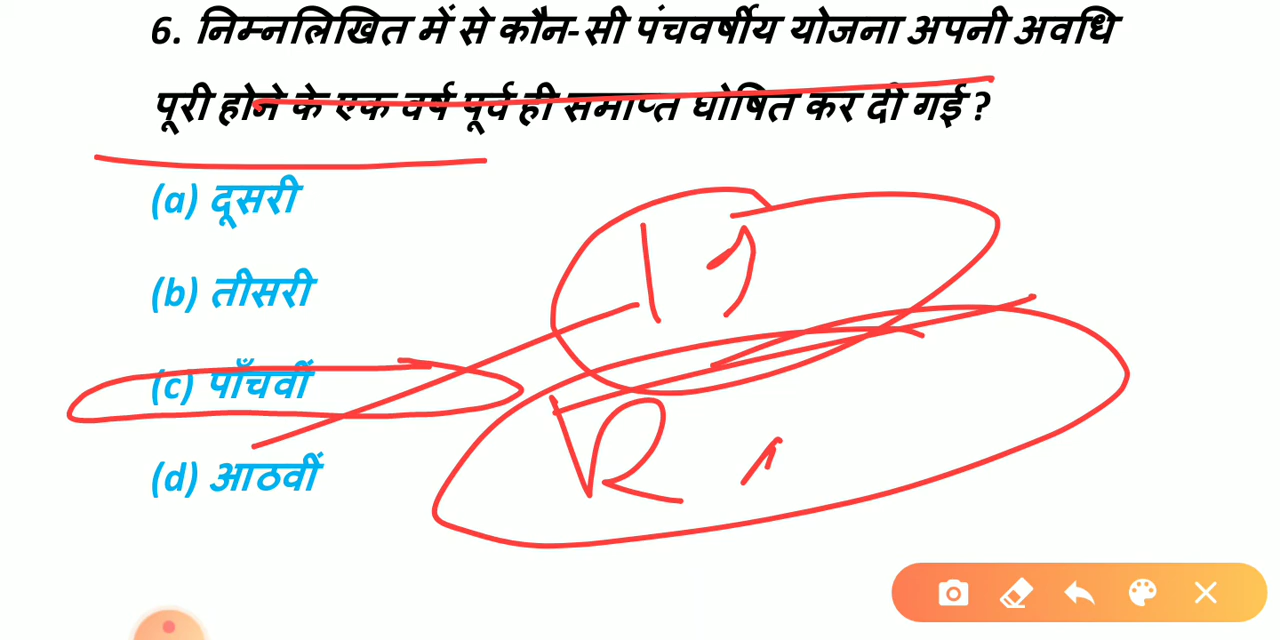 6. निम्नलिखित में से कौन-सी पंचवर्षीय योजना अपनी अवधि
पूरी होने के एक वर्ष पूर्व ही समाप्त घोषित कर दी गई ?
(a) दूसरी
(b) तीसरी
(c) पाँचवीं
(d) आठवीं